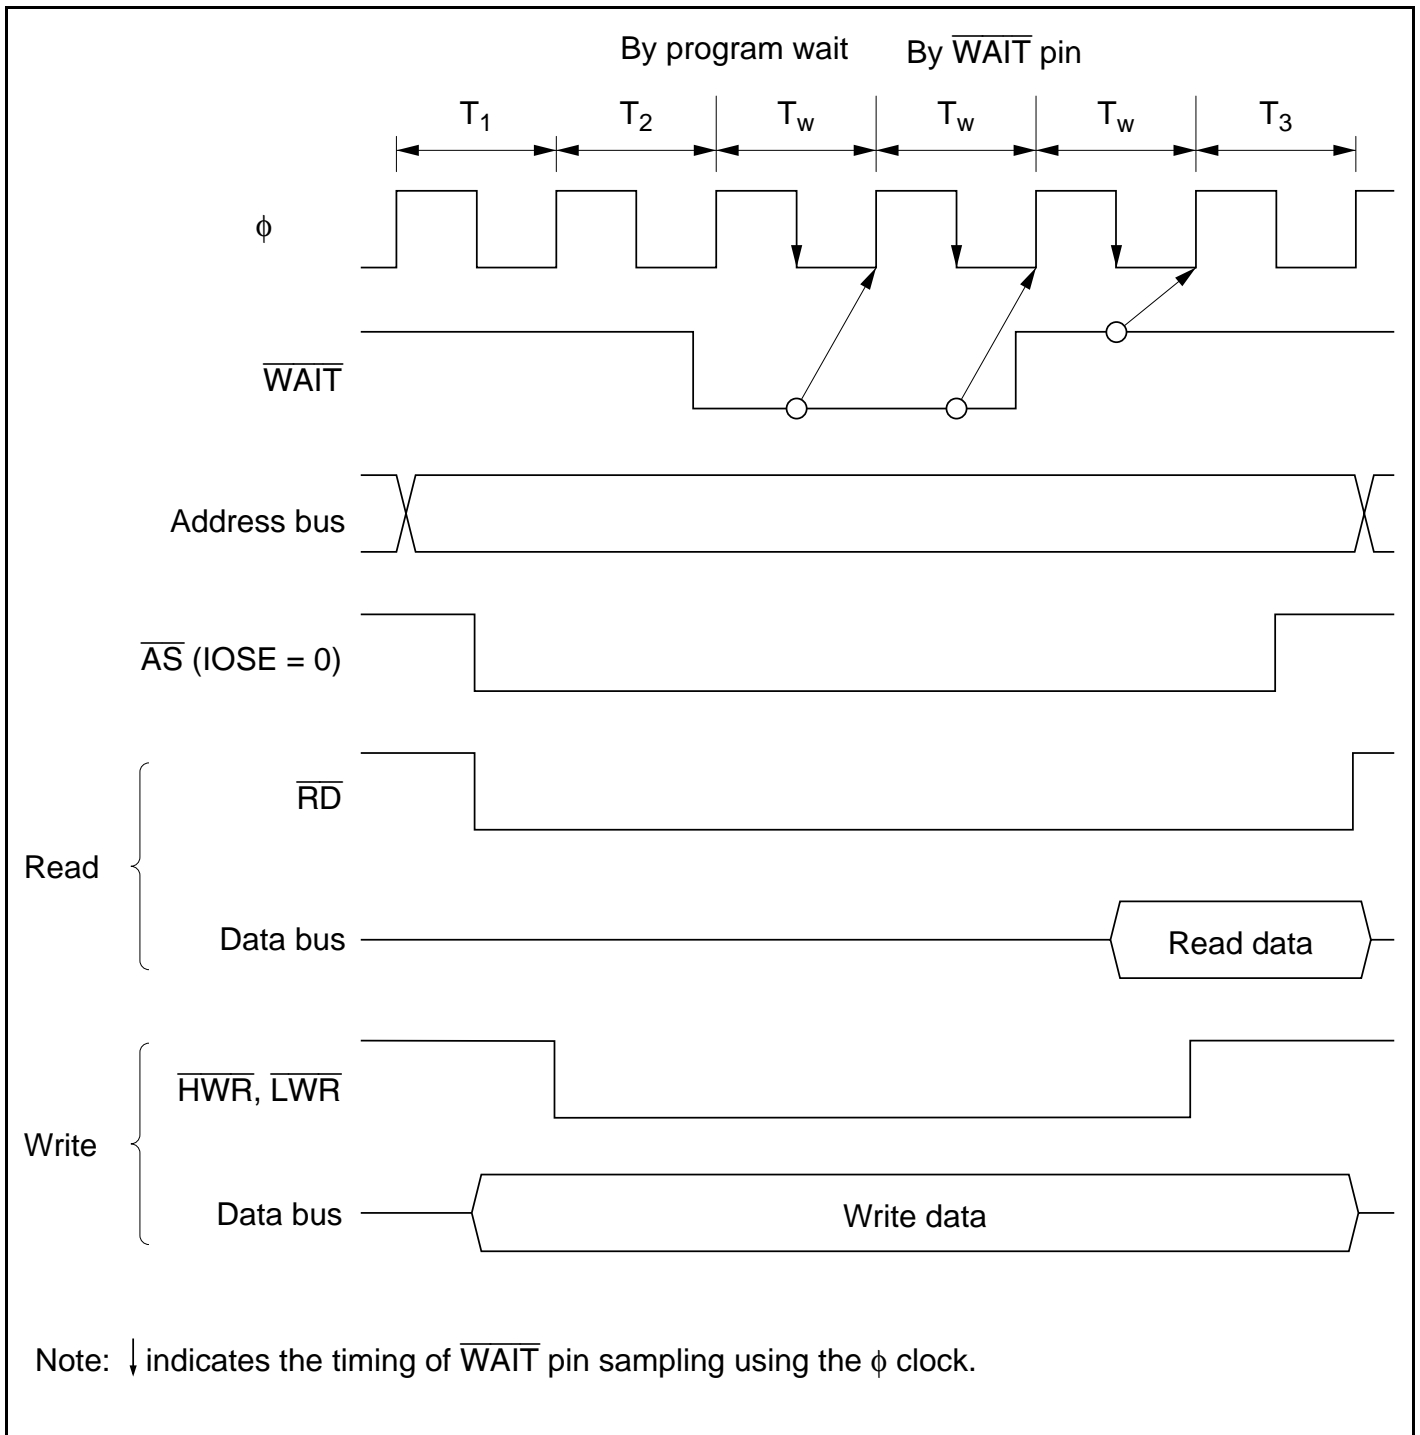 By program wait By WAIT pin
T1 T2 Tw Tw Tw T3
ϕ
WAIT
Address bus
AS (IOSE = 0)
RD
Read
Data bus Read data
HWR, LWR
Write
Data bus Write data
Note: ↓ indicates the timing of WAIT pin sampling using the ϕ clock.